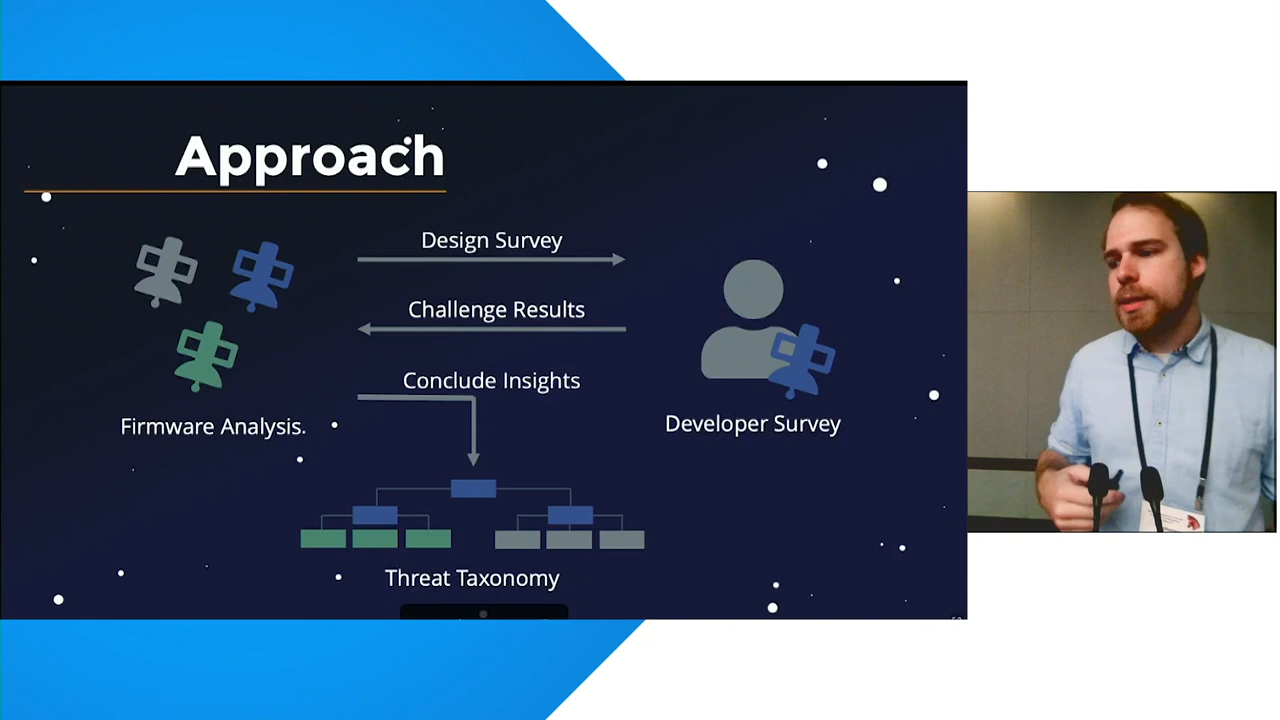 Approach
Design Survey
Challenge Results
Conclude Insights
Firmware Analysis.
Developer Survey
Threat Taxonomy